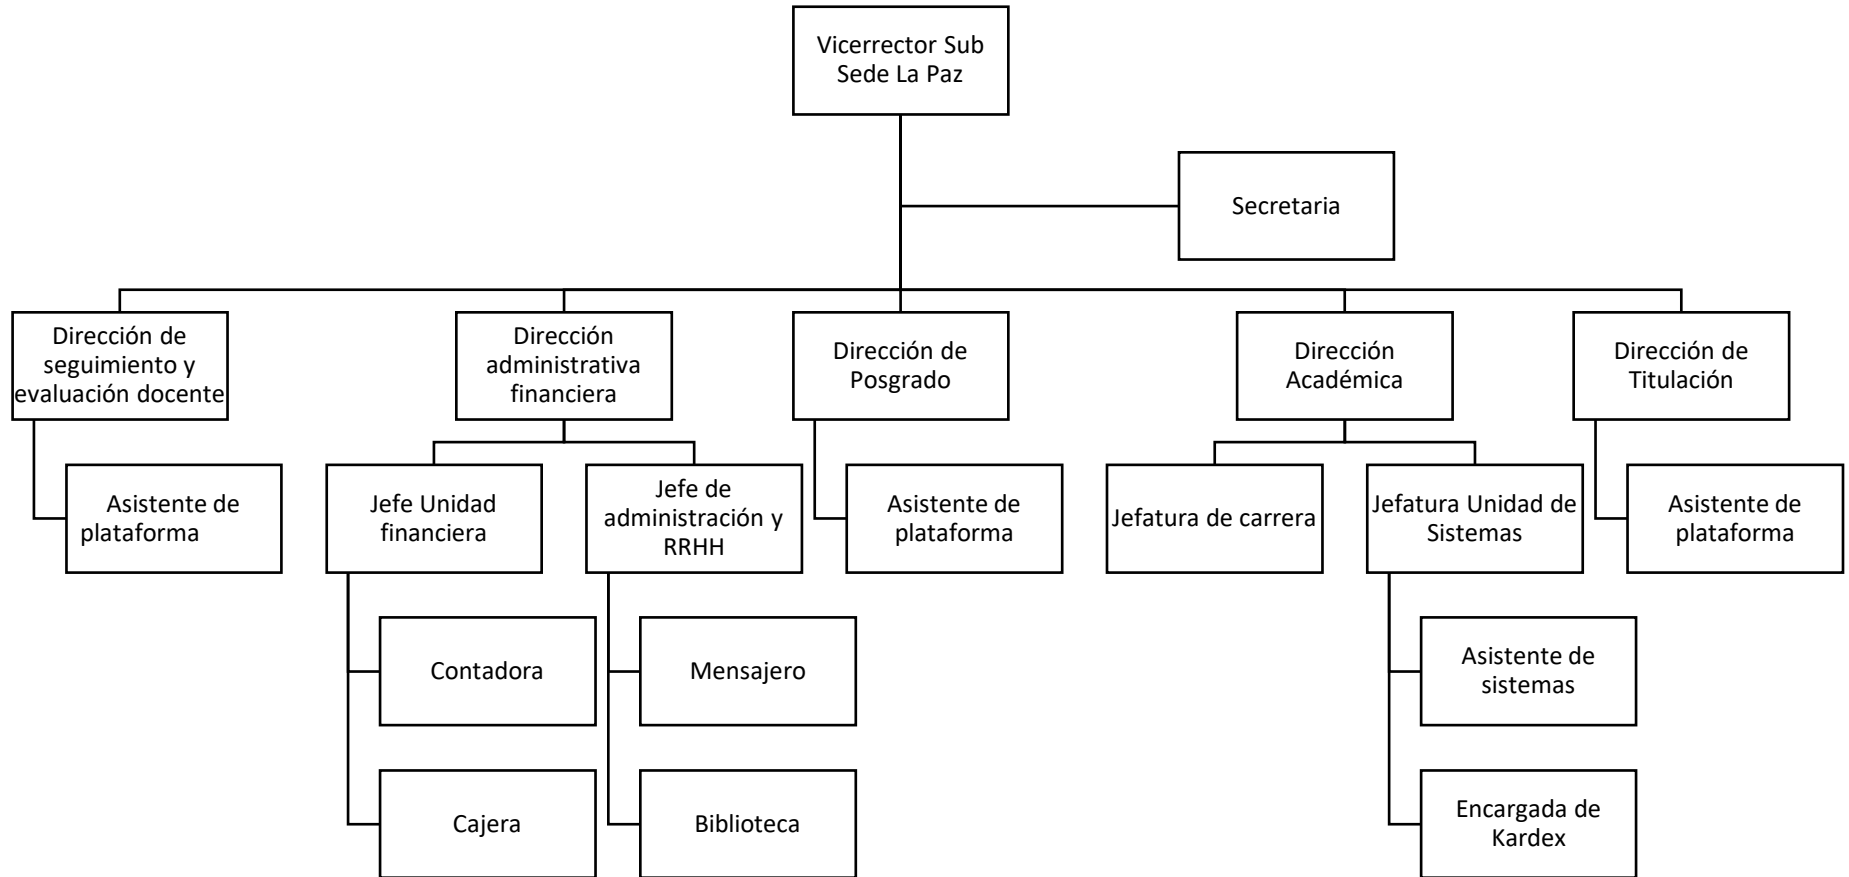 Vicerrector Sub
Sede La Paz
Secretaria
Dirección de
seguimiento y
evaluación docente
Dirección
administrativa
financiera
Dirección de
Posgrado
Dirección
Académica
Dirección de
Titulación
Asistente de
plataforma
Jefe Unidad
financiera
Jefe de
administración y
RRHH
Asistente de
plataforma
Jefatura de carrera
Jefatura Unidad de
Sistemas
Asistente de
plataforma
Contadora
Mensajero
Asistente de
sistemas
Cajera
Biblioteca
Encargada de
Kardex